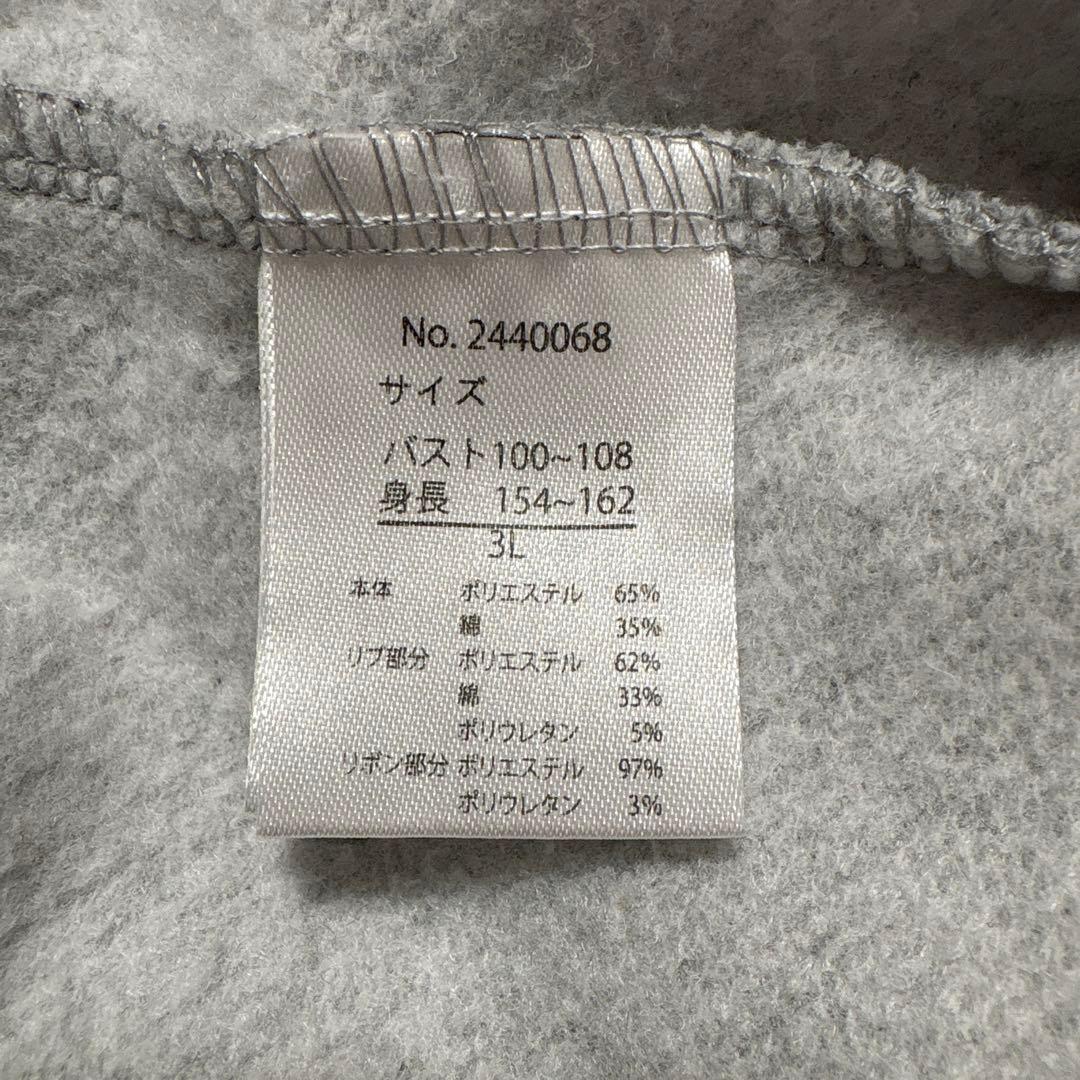 No. 2440068
サイズ
バスト100~108
身長 154~162
3L
本体 ポリエステル 65%
綿 35%
リブ部分 ポリエステル 62%
綿 33%
ポリウレタン 5%
リボン部分 ポリエステル 97%
ポリウレタン 3%